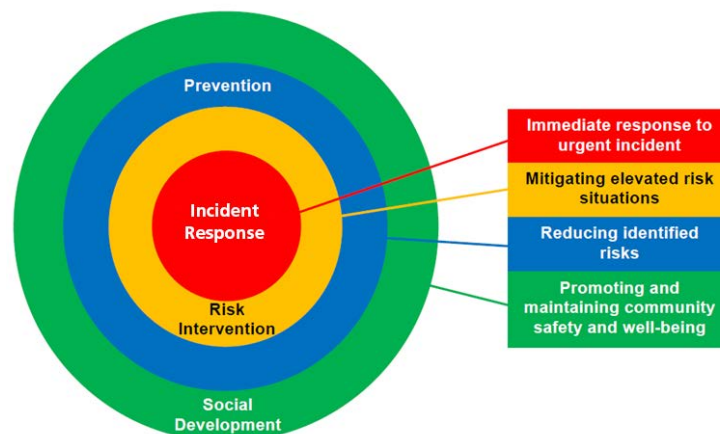 Prevention
Incident
Response
Risk
Intervention
Social
Development
Immediate response to
urgent incident
Mitigating elevated risk
situations
Reducing identified
risks
Promoting and
maintaining community
safety and well-being